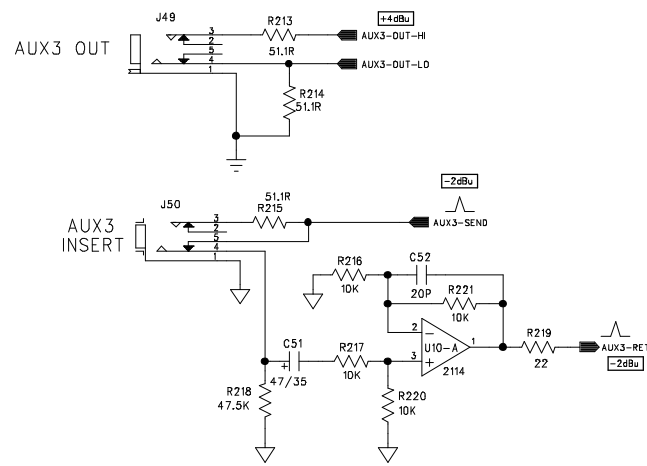 J49
AUX3 OUT
3
2
5
4
1
R213
51.1R
+4dBu
AUX3-OUT-HI
AUX3-OUT-LO
R214
51.1R
J50
AUX3
INSERT
3
2
5
4
1
51.1R
R215
-2dBu
AUX3-SEND
R216
10K
C52
20P
R221
10K
C51
+
47/35
R217
10K
2
-
U10-A
3
+
1
2114
R219
22
AUX3-RET
-2dBu
R218
47.5K
R220
10K